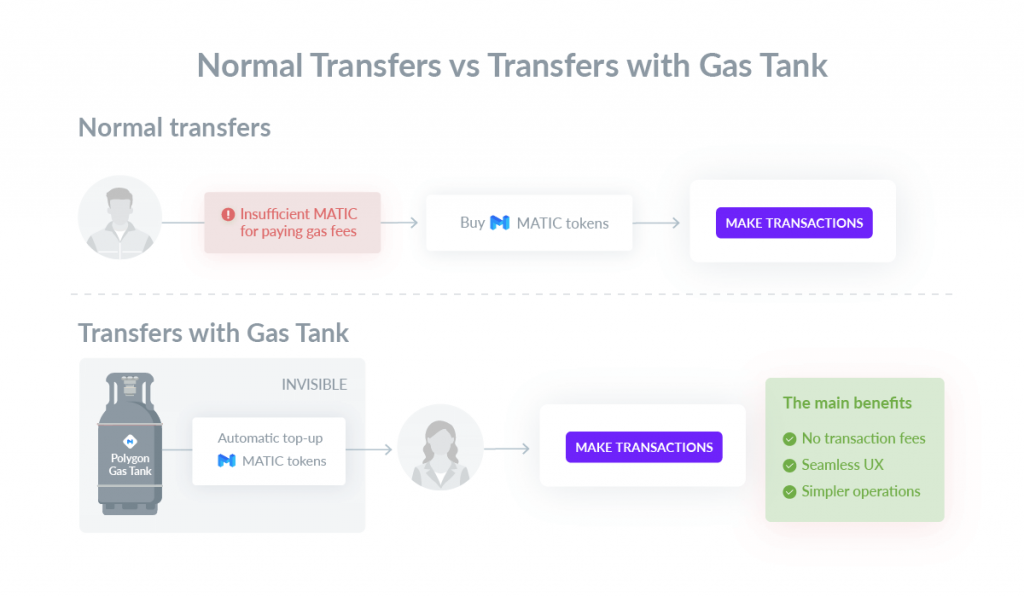 Normal Transfers vs Transfers with Gas Tank
Normal transfers
Insufficient MATIC
for paying gas fees
Buy MATIC tokens
MAKE TRANSACTIONS
Transfers with Gas Tank
INVISIBLE
Polygon
Gas Tank
Automatic top-up
MATIC tokens
MAKE TRANSACTIONS
The main benefits
No transaction fees
Seamless UX
Simpler operations